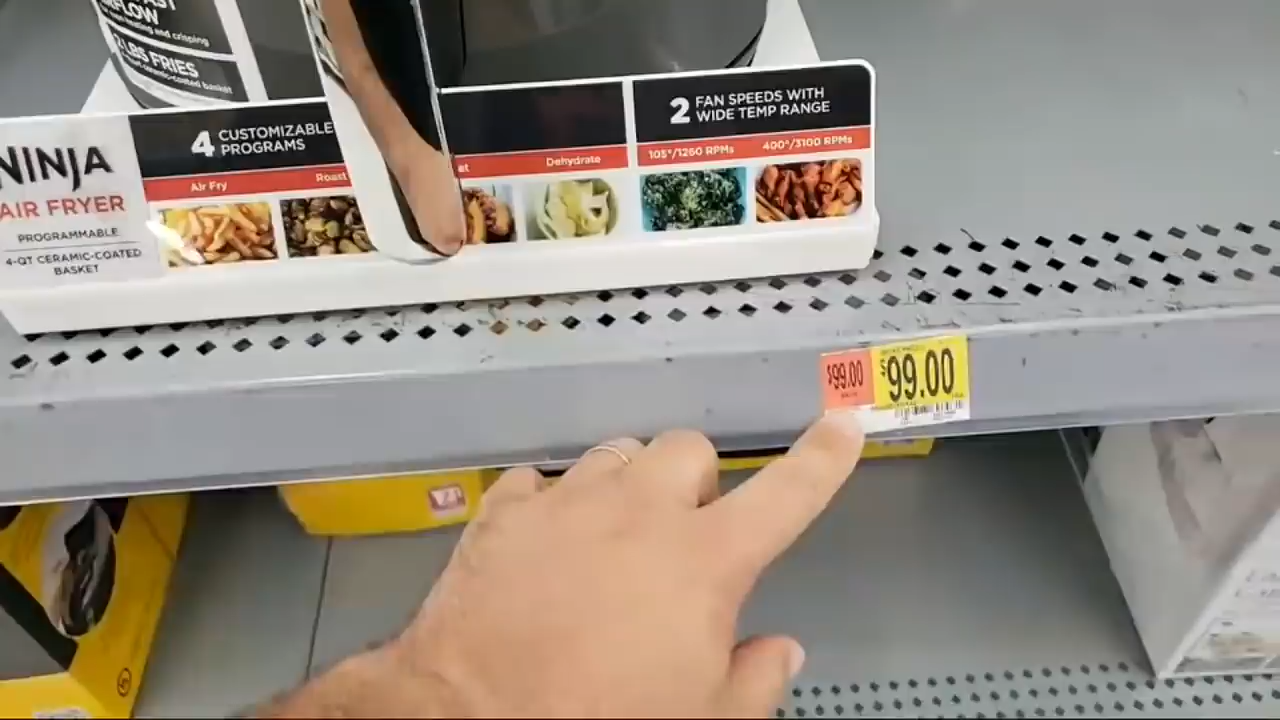 FLOW
LBS FRIES
NINJA
AIR FRYER
PROGRAMMABLE
4-QT CERAMIC-COATED
BASKET
4 CUSTOMIZABLE
PROGRAMS
Air Fry
Roast
Dehydrate
2 FAN SPEEDS WITH
WIDE TEMP RANGE
105°/1260 RPMs
400°/3100 RPMs
$99.00
$99.00